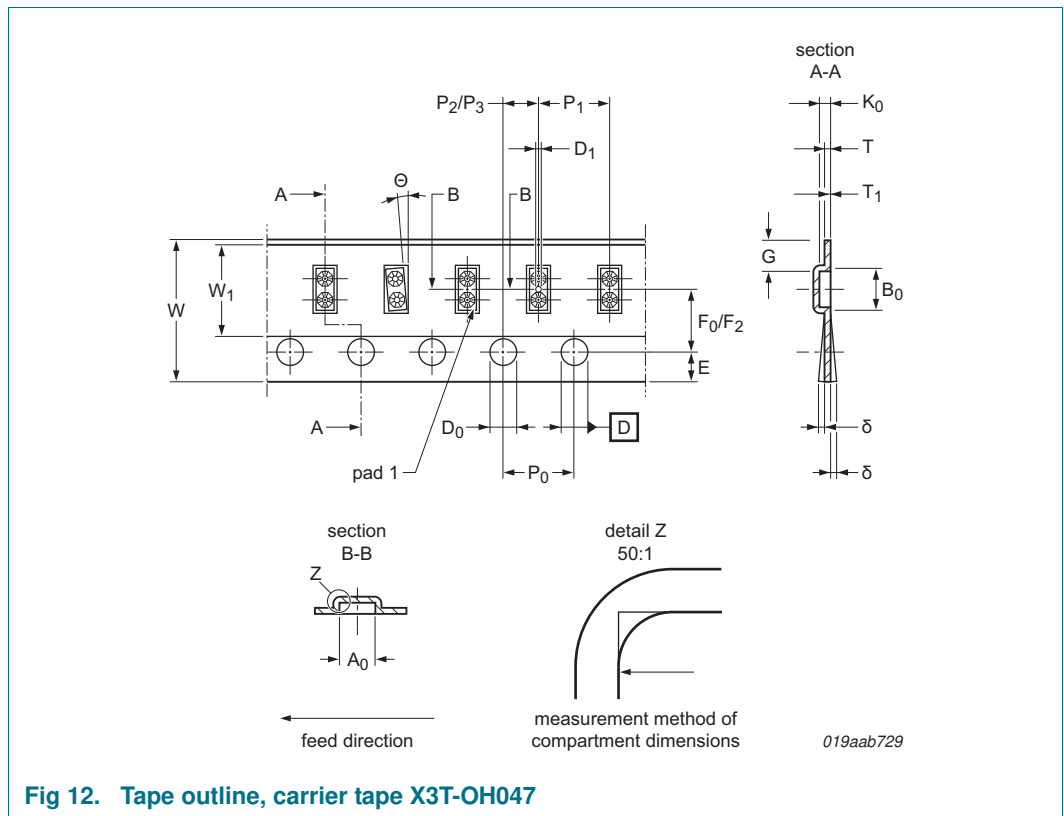 section
A-A
P2/P3
P1
K0
D1
T
Θ
A
B
B
T1
G
W
W1
B0
F0/F2
E
A
D0
D
δ
pad 1
P0
δ
section
B-B
detail Z
50:1
Z
A0
feed direction
measurement method of
compartment dimensions
019aab729
Fig 12. Tape outline, carrier tape X3T-OH047